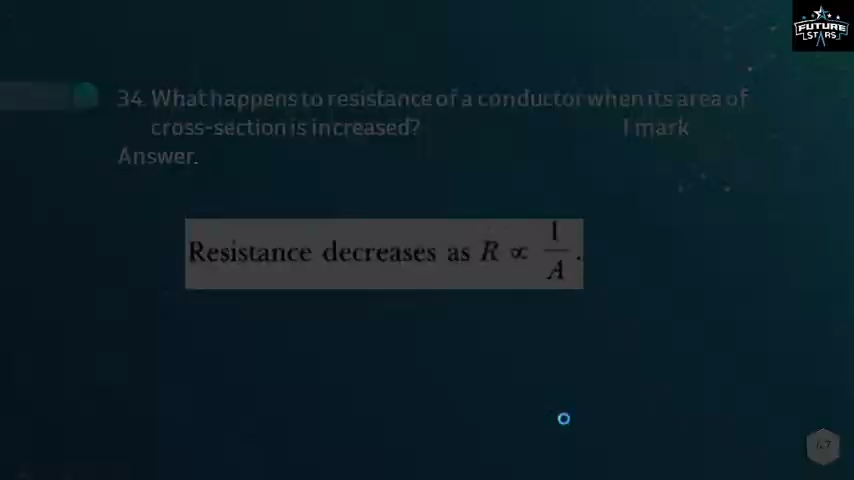 FUTURE
STARS
34. What happens to resistance of a conductor when its area of
cross-section is increased? 1 mark
Answer.
Resistance decreases as R ∝ 1/A.
47